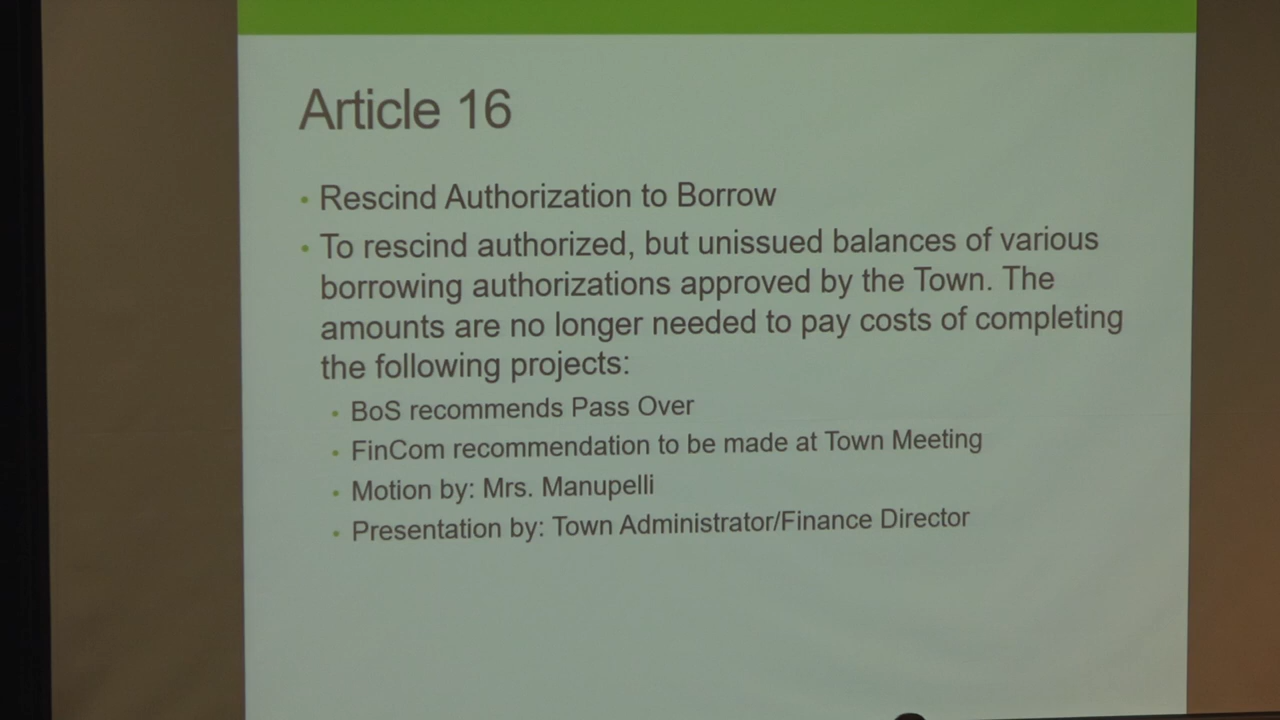 Article 16
• Rescind Authorization to Borrow
• To rescind authorized, but unissued balances of various
borrowing authorizations approved by the Town. The
amounts are no longer needed to pay costs of completing
the following projects:
• BoS recommends Pass Over
• FinCom recommendation to be made at Town Meeting
• Motion by: Mrs. Manupelli
• Presentation by: Town Administrator/Finance Director